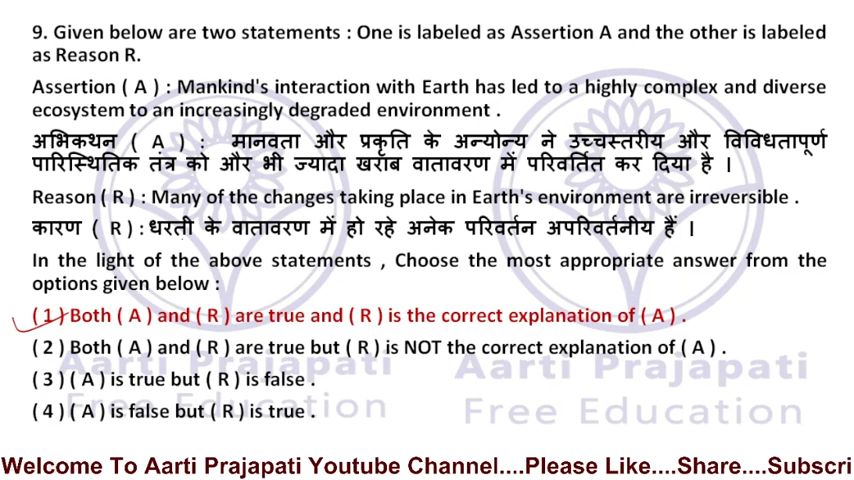 9. Given below are two statements : One is labeled as Assertion A and the other is labeled
as Reason R.
Assertion ( A ) : Mankind's interaction with Earth has led to a highly complex and diverse
ecosystem to an increasingly degraded environment .
अभिकथन ( A ) : मानवता और प्रकृति के अन्योन्य ने उच्चस्तरीय और विविधतापूर्ण
पारिस्थितिक तंत्र को और भी ज्यादा खराब वातावरण में परिवर्तित कर दिया है ।
Reason ( R ) : Many of the changes taking place in Earth's environment are irreversible .
कारण ( R ) : धरती के वातावरण में हो रहे अनेक परिवर्तन अपरिवर्तनीय हैं ।
In the light of the above statements , Choose the most appropriate answer from the
options given below :
( 1 ) Both ( A ) and ( R ) are true and ( R ) is the correct explanation of ( A ) .
( 2 ) Both ( A ) and ( R ) are true but ( R ) is NOT the correct explanation of ( A ) .
Aarti Prajapati Aarti Prajapati
( 3 ) ( A ) is true but ( R ) is false .
( 4 ) ( A ) is false but ( R ) is true .
Free Education Free Education
Welcome To Aarti Prajapati Youtube Channel....Please Like....Share....Subscri